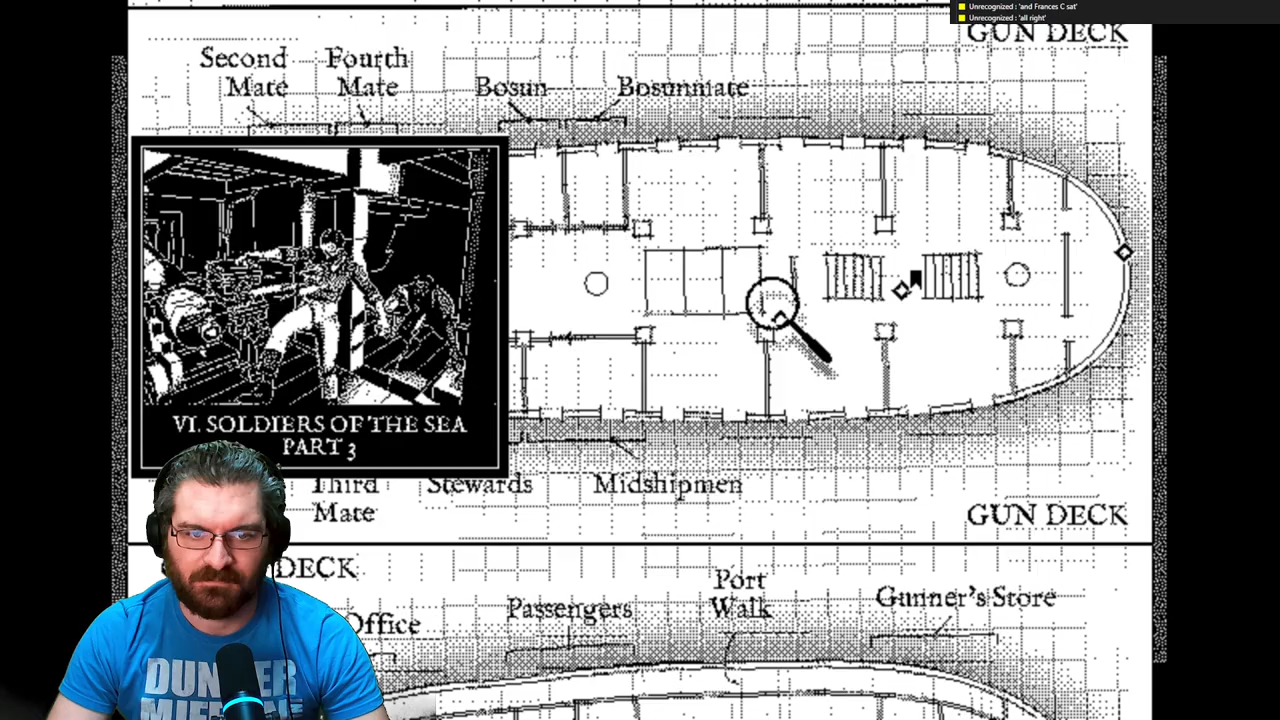 Unrecognized : 'and Frances C sat'
Unrecognized : 'all right'
GUN DECK
Second
Mate
Fourth
Mate
Bosun
Bosunmate
VI. SOLDIERS OF THE SEA
PART 3
Third
Mate
Stewards
Midshipmen
GUN DECK
DECK
Office
Passengers
Port
Walk
Gunner's Store